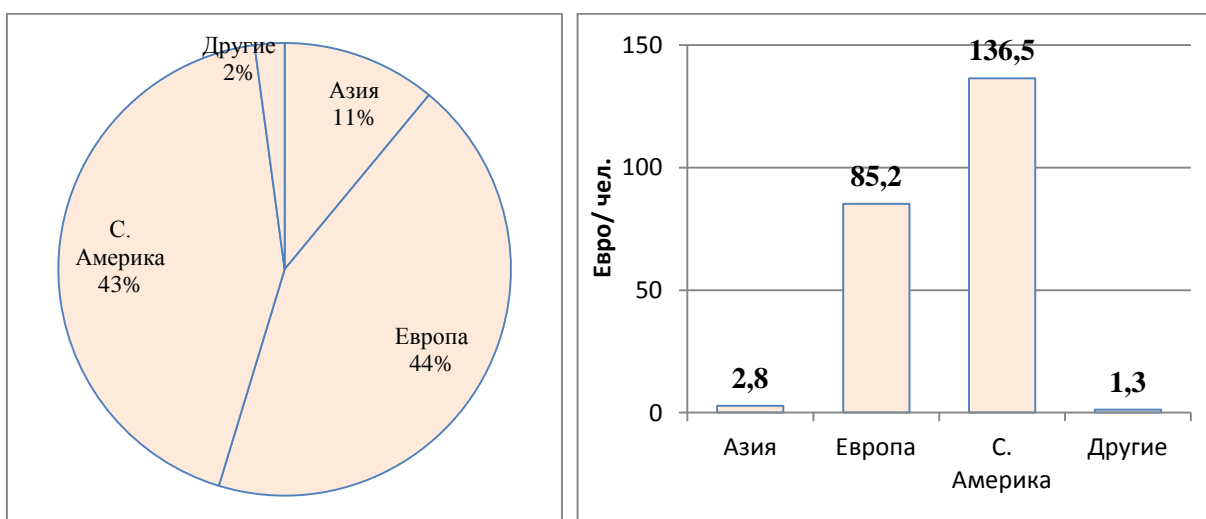 Другие
2%
Азия
11%
С.
Америка
43%
Европа
44%
Евро/ чел.
150
100
50
0
2,8
85,2
136,5
1,3
Азия
Европа
С.
Америка
Другие